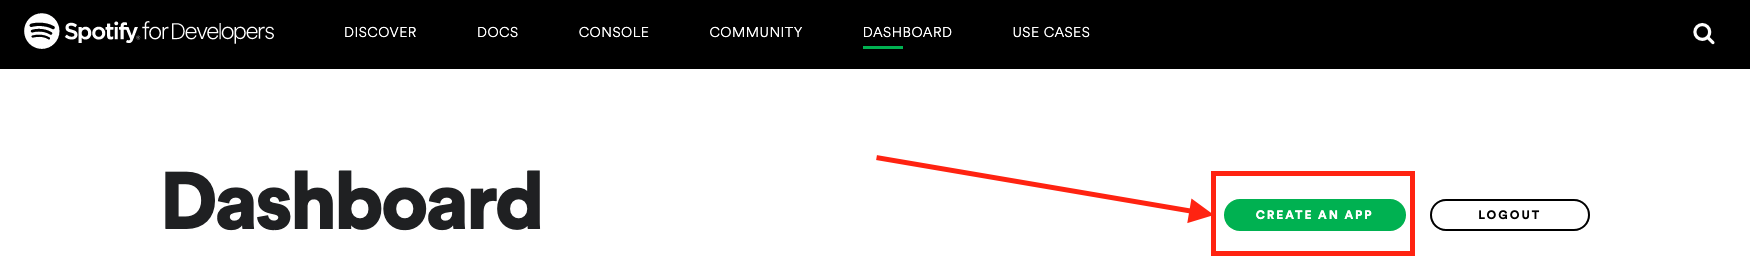 Spotify for Developers DISCOVER DOCS CONSOLE COMMUNITY DASHBOARD USE CASES
Dashboard CREATE AN APP LOGOUT